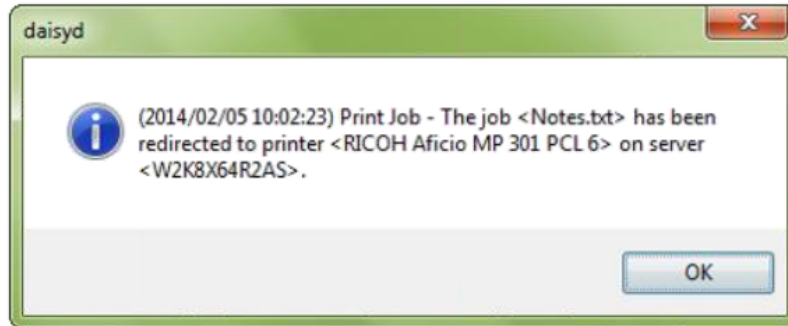 daisyd
(2014/02/05 10:02:23) Print Job - The job <Notes.txt> has been
redirected to printer <RICOH Aficio MP 301 PCL 6> on server
<W2K8X64R2AS>.
OK